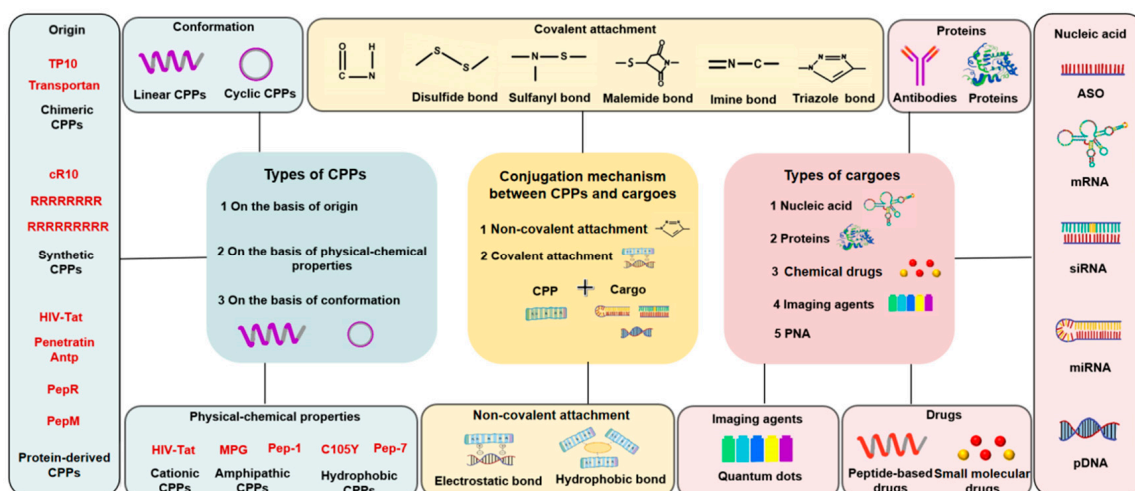 Origin
TP10
Transportan
Chimeric
CPPs
cR10
RRRRRRRR
RRRRRRRRR
Synthetic
CPPs
HIV-Tat
Penetratin
Antp
PepR
PepM
Protein-derived
CPPs
Conformation
Linear CPPs
Cyclic CPPs
Covalent attachment
O
H
C
N
S
S
Disulfide bond
N
S
Sulfanyl bond
S
O
N
O
Malemide bond
N
C
Imine bond
N
N
N
Triazole bond
Proteins
Antibodies
Proteins
Nucleic acid
ASO
mRNA
siRNA
miRNA
pDNA
Types of CPPs
1 On the basis of origin
2 On the basis of physical-chemical
properties
3 On the basis of conformation
Conjugation mechanism
between CPPs and cargoes
1 Non-covalent attachment
2 Covalent attachment
CPP
+
Cargo
Types of cargoes
1 Nucleic acid
2 Proteins
3 Chemical drugs
4 Imaging agents
5 PNA
Physical-chemical properties
HIV-Tat
MPG
Pep-1
C105Y
Pep-7
Cationic
CPPs
Amphipathic
CPPs
Hydrophobic
CPPs
Non-covalent attachment
Electrostatic bond
Hydrophobic bond
Imaging agents
Quantum dots
Drugs
Peptide-based
drugs
Small molecular
drugs